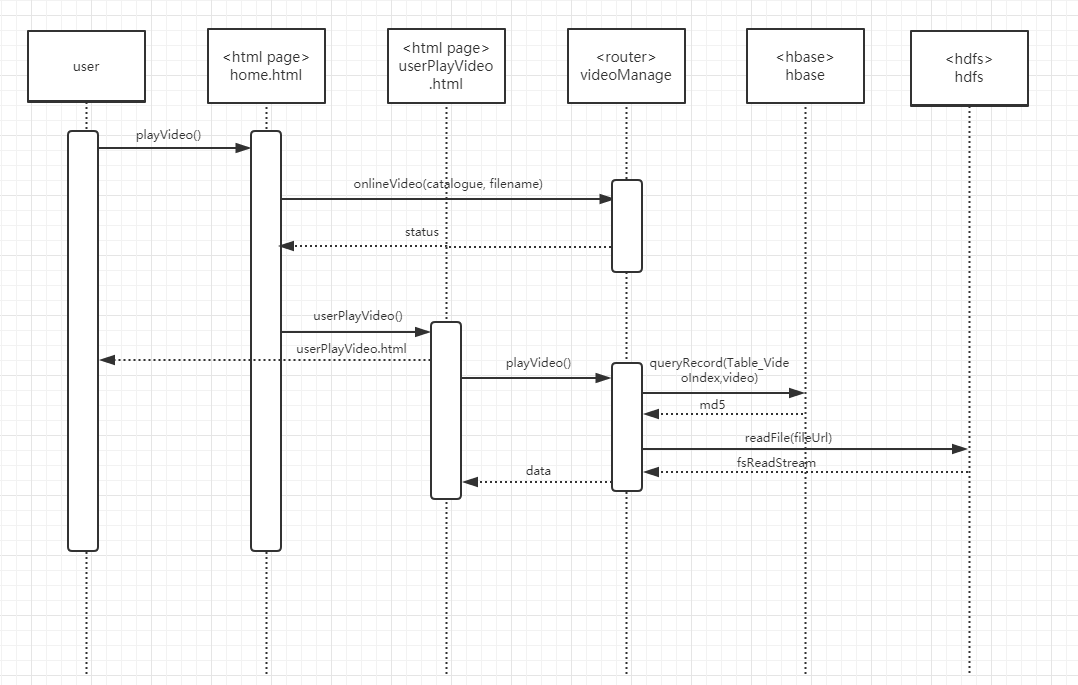 user
<html page>
home.html
<html page>
userPlayVideo
.html
<router>
videoManage
<hbase>
hbase
<hdfs>
hdfs
playVideo()
onlineVideo(catalogue, filename)
status
userPlayVideo()
userPlayVideo.html
playVideo()
queryRecord(Table_Vide
oIndex,video)
md5
readFile(fileUrl)
fsReadStream
data